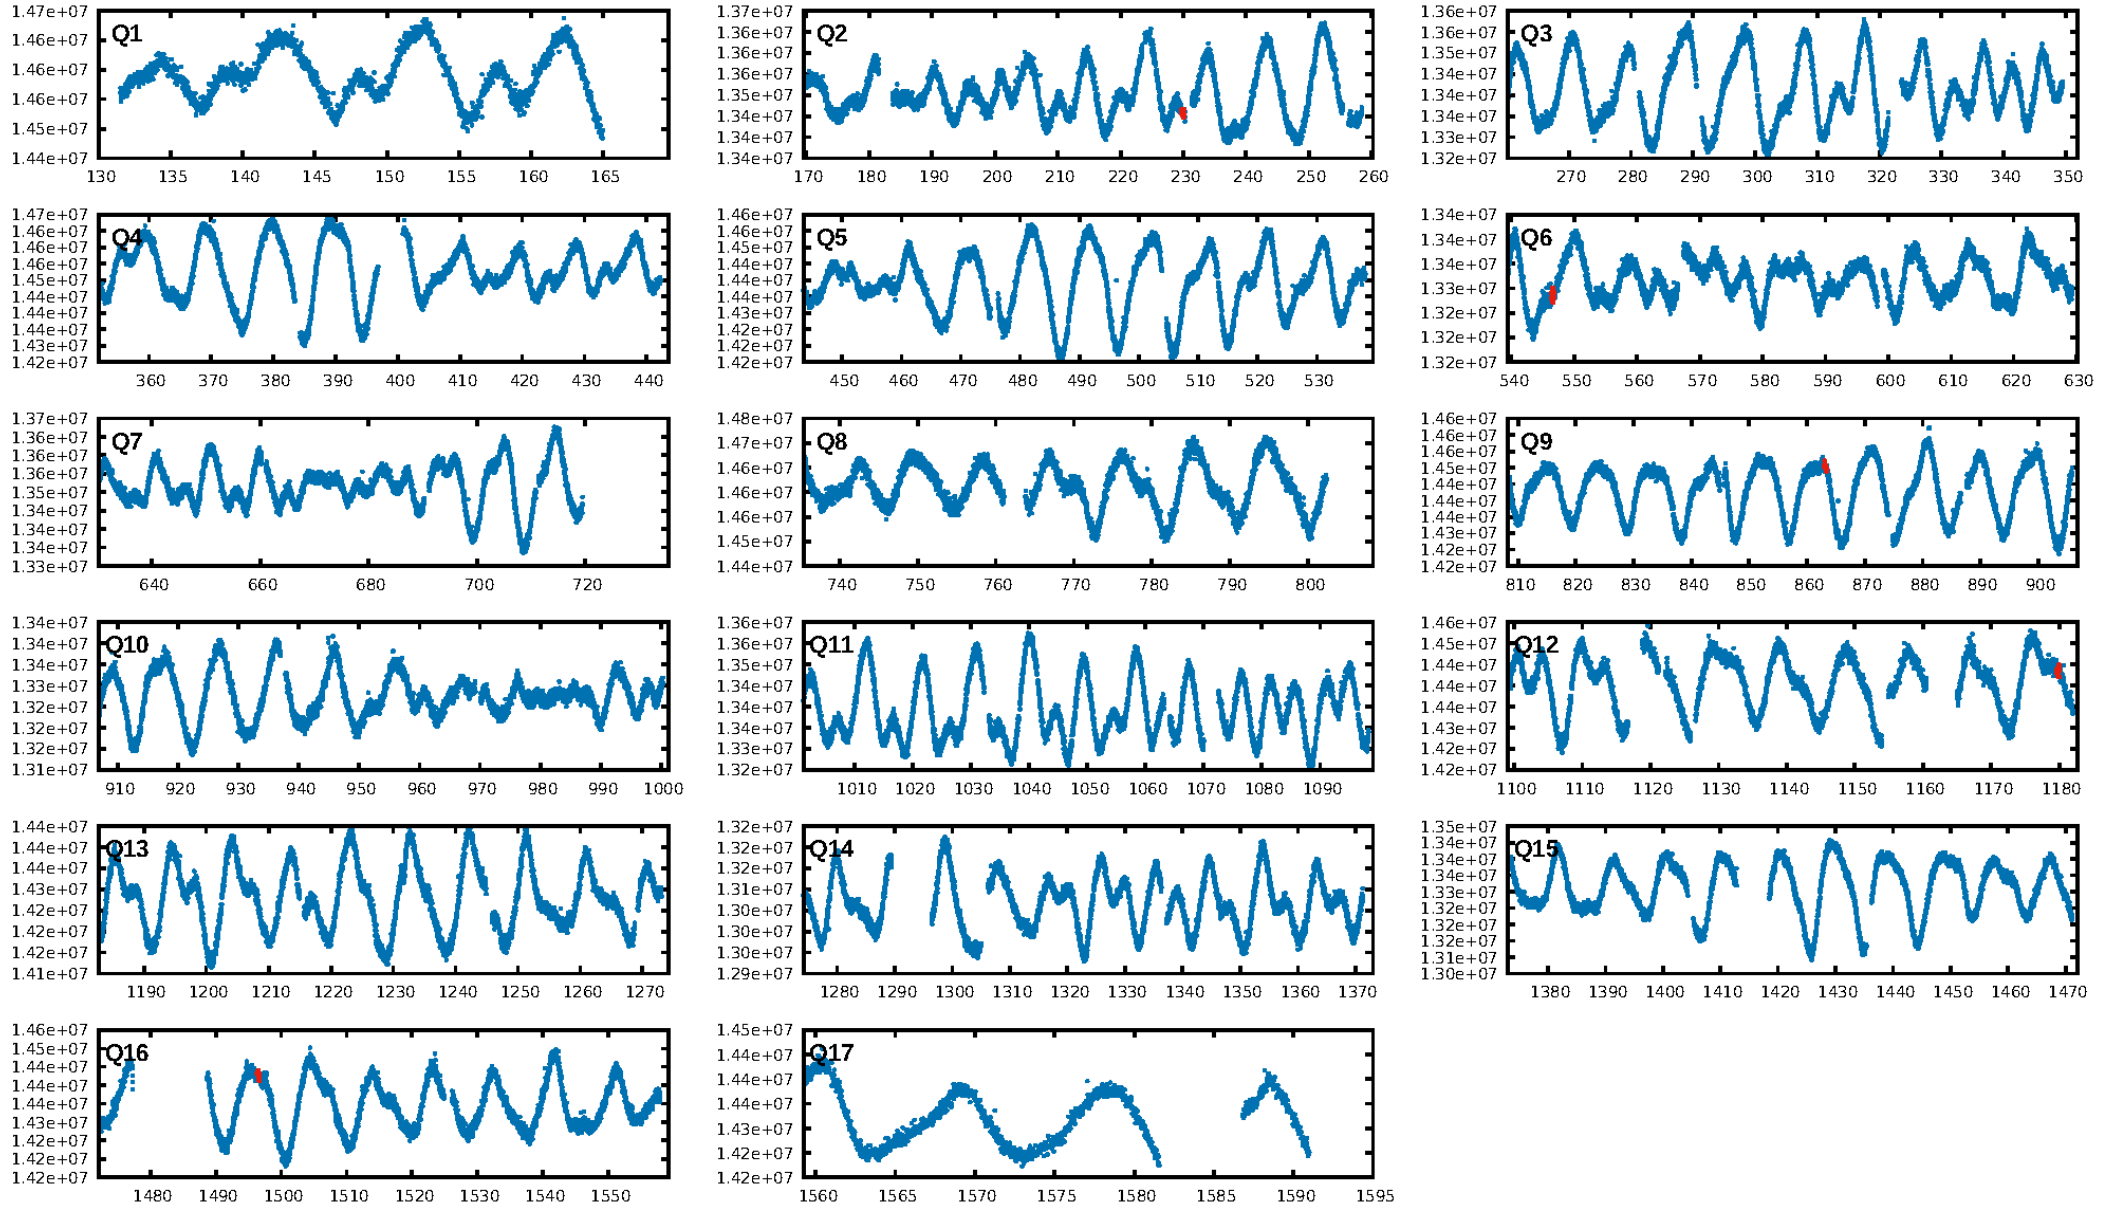 1.47e+07 1.46e+07 1.46e+07 1.46e+07 1.45e+07 1.44e+07
Q1
130 135 140 145 150 155 160 165
1.37e+07 1.36e+07 1.36e+07 1.36e+07 1.35e+07 1.34e+07 1.34e+07 1.34e+07
Q2
170 180 190 200 210 220 230 240 250 260
1.36e+07 1.35e+07 1.35e+07 1.34e+07 1.34e+07 1.33e+07 1.33e+07 1.32e+07
Q3
270 280 290 300 310 320 330 340 350
1.47e+07 1.46e+07 1.46e+07 1.46e+07 1.45e+07 1.44e+07 1.44e+07 1.44e+07 1.43e+07 1.42e+07
Q4
360 370 380 390 400 410 420 430 440
1.46e+07 1.45e+07 1.44e+07 1.44e+07 1.44e+07 1.43e+07 1.42e+07 1.42e+07
Q5
450 460 470 480 490 500 510 520 530
1.34e+07 1.34e+07 1.34e+07 1.33e+07 1.32e+07 1.32e+07 1.32e+07
Q6
540 550 560 570 580 590 600 610 620 630
1.37e+07 1.36e+07 1.36e+07 1.35e+07 1.35e+07 1.34e+07 1.34e+07 1.34e+07 1.33e+07
Q7
640 660 680 700 720
1.48e+07 1.47e+07 1.46e+07 1.46e+07 1.46e+07 1.45e+07 1.44e+07
Q8
740 750 760 770 780 790 800
1.46e+07 1.46e+07 1.46e+07 1.45e+07 1.44e+07 1.44e+07 1.44e+07 1.43e+07 1.42e+07 1.42e+07
Q9
810 820 830 840 850 860 870 880 890 900
1.34e+07 1.34e+07 1.33e+07 1.32e+07 1.32e+07 1.32e+07 1.31e+07
Q10
910 920 930 940 950 960 970 980 990 1000
1.36e+07 1.36e+07 1.35e+07 1.34e+07 1.34e+07 1.33e+07 1.33e+07 1.32e+07
Q11
1010 1020 1030 1040 1050 1060 1070 1080 1090
1.46e+07 1.45e+07 1.44e+07 1.44e+07 1.44e+07 1.43e+07 1.42e+07 1.42e+07
Q12
1100 1110 1120 1130 1140 1150 1160 1170 1180
1.44e+07 1.44e+07 1.44e+07 1.43e+07 1.42e+07 1.42e+07 1.42e+07 1.41e+07
Q13
1190 1200 1210 1220 1230 1240 1250 1260 1270
1.32e+07 1.32e+07 1.32e+07 1.31e+07 1.30e+07 1.30e+07 1.30e+07 1.29e+07
Q14
1280 1290 1300 1310 1320 1330 1340 1350 1360 1370
1.35e+07 1.34e+07 1.34e+07 1.34e+07 1.33e+07 1.32e+07 1.32e+07 1.32e+07 1.31e+07 1.30e+07
Q15
1380 1390 1400 1410 1420 1430 1440 1450 1460 1470
1.46e+07 1.45e+07 1.44e+07 1.44e+07 1.44e+07 1.43e+07 1.42e+07 1.42e+07 1.42e+07
Q16
1480 1490 1500 1510 1520 1530 1540 1550
1.45e+07 1.44e+07 1.44e+07 1.44e+07 1.43e+07 1.42e+07 1.42e+07
Q17
1560 1565 1570 1575 1580 1585 1590 1595